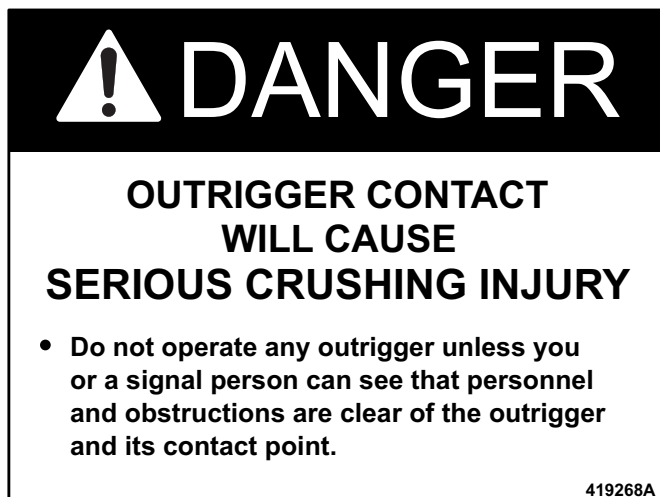 DANGER
OUTRIGGER CONTACT
WILL CAUSE
SERIOUS CRUSHING INJURY
• Do not operate any outrigger unless you
or a signal person can see that personnel
and obstructions are clear of the outrigger
and its contact point.
419268A